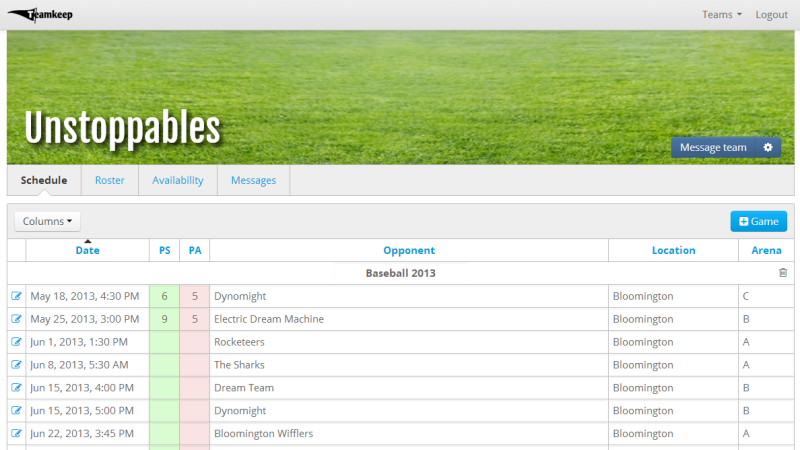 Teamkeep Teams Logout
Unstoppables
Message team
Schedule Roster Availability Messages
Columns Game
Date PS PA Opponent Location Arena
Baseball 2013
May 18, 2013, 4:30 PM 6 5 Dynomight Bloomington C
May 25, 2013, 3:00 PM 9 5 Electric Dream Machine Bloomington B
Jun 1, 2013, 1:30 PM Rocketeers Bloomington A
Jun 8, 2013, 5:30 AM The Sharks Bloomington A
Jun 15, 2013, 4:00 PM Dream Team Bloomington B
Jun 15, 2013, 5:00 PM Dynomight Bloomington B
Jun 22, 2013, 3:45 PM Bloomington Wifflers Bloomington A